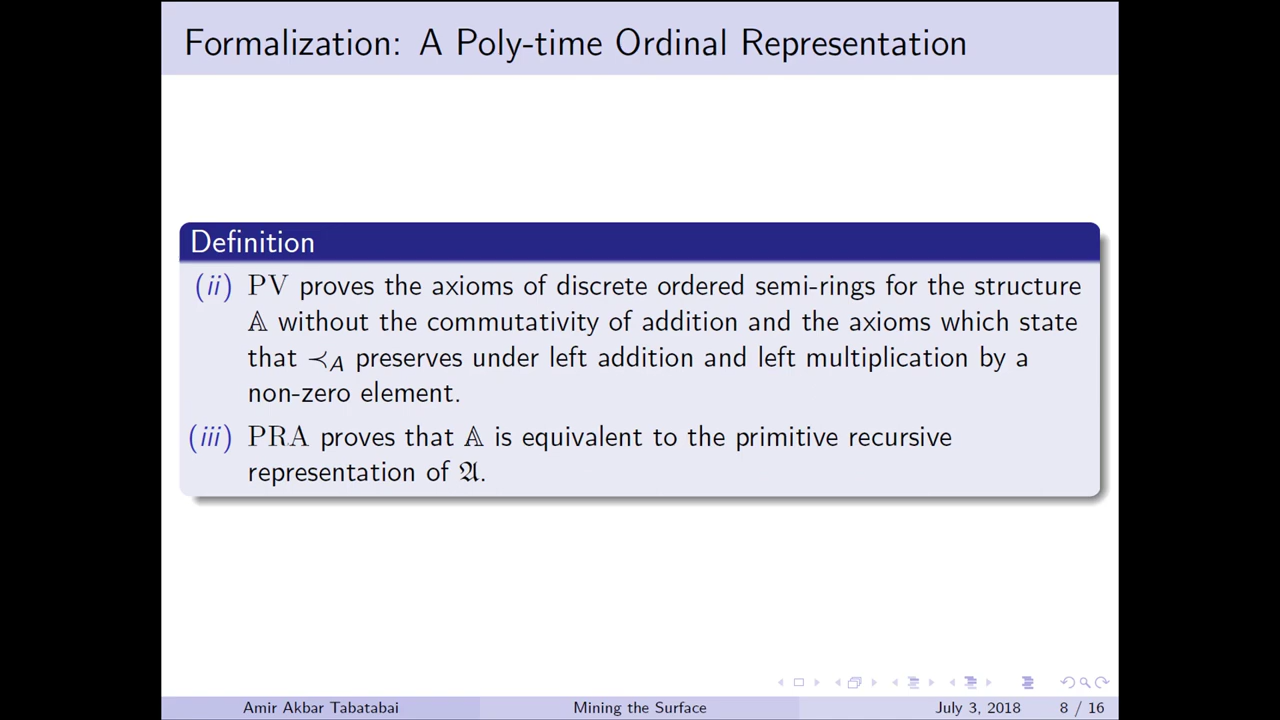 Formalization: A Poly-time Ordinal Representation
Definition
(ii) PV proves the axioms of discrete ordered semi-rings for the structure
𝔸 without the commutativity of addition and the axioms which state
that ≺_A preserves under left addition and left multiplication by a
non-zero element.
(iii) PRA proves that 𝔸 is equivalent to the primitive recursive
representation of 𝔄.
Amir Akbar Tabatabai Mining the Surface July 3, 2018 8 / 16